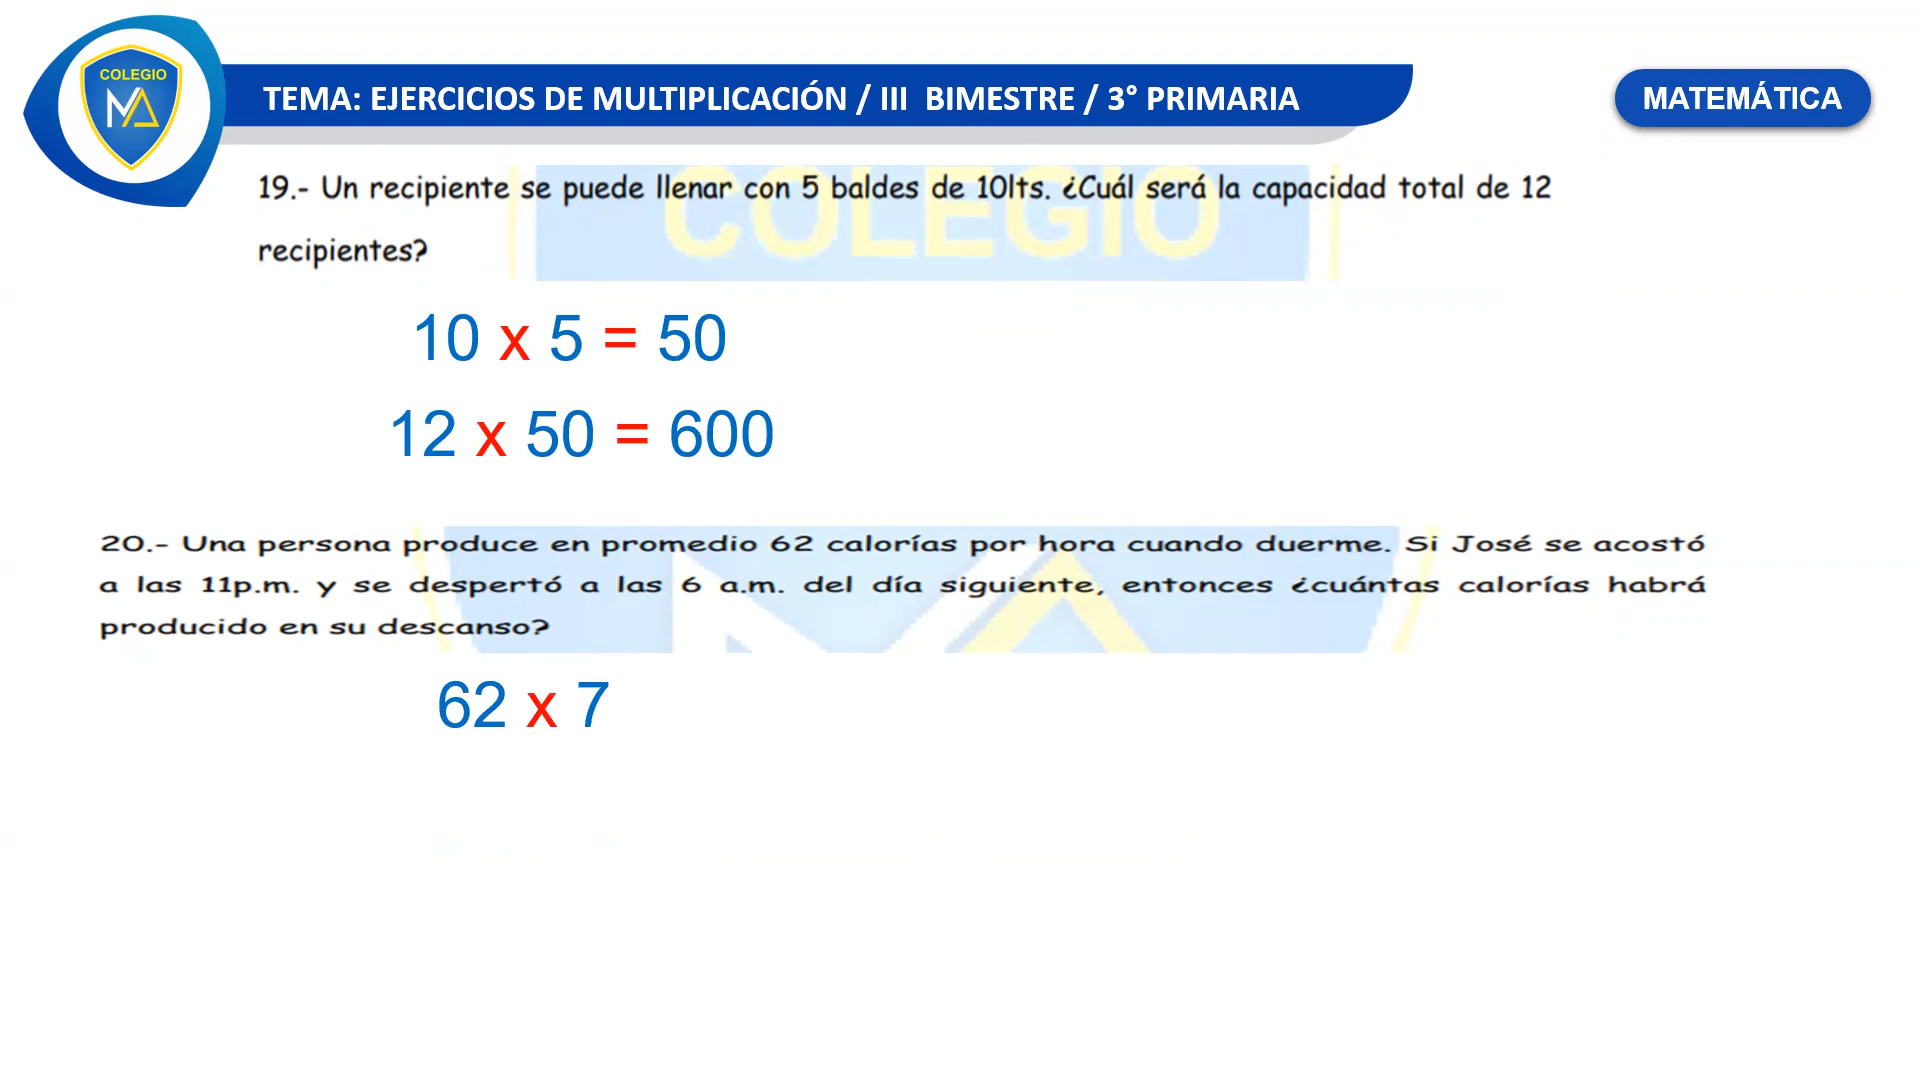 COLEGIO
MA
TEMA: EJERCICIOS DE MULTIPLICACIÓN / III BIMESTRE / 3° PRIMARIA
MATEMÁTICA
COLEGIO
19.- Un recipiente se puede llenar con 5 baldes de 10lts. ¿Cuál será la capacidad total de 12
recipientes?
10 x 5 = 50
12 x 50 = 600
20.- Una persona produce en promedio 62 calorías por hora cuando duerme. Si José se acostó
a las 11p.m. y se despertó a las 6 a.m. del día siguiente, entonces ¿cuántas calorías habrá
producido en su descanso?
62 x 7